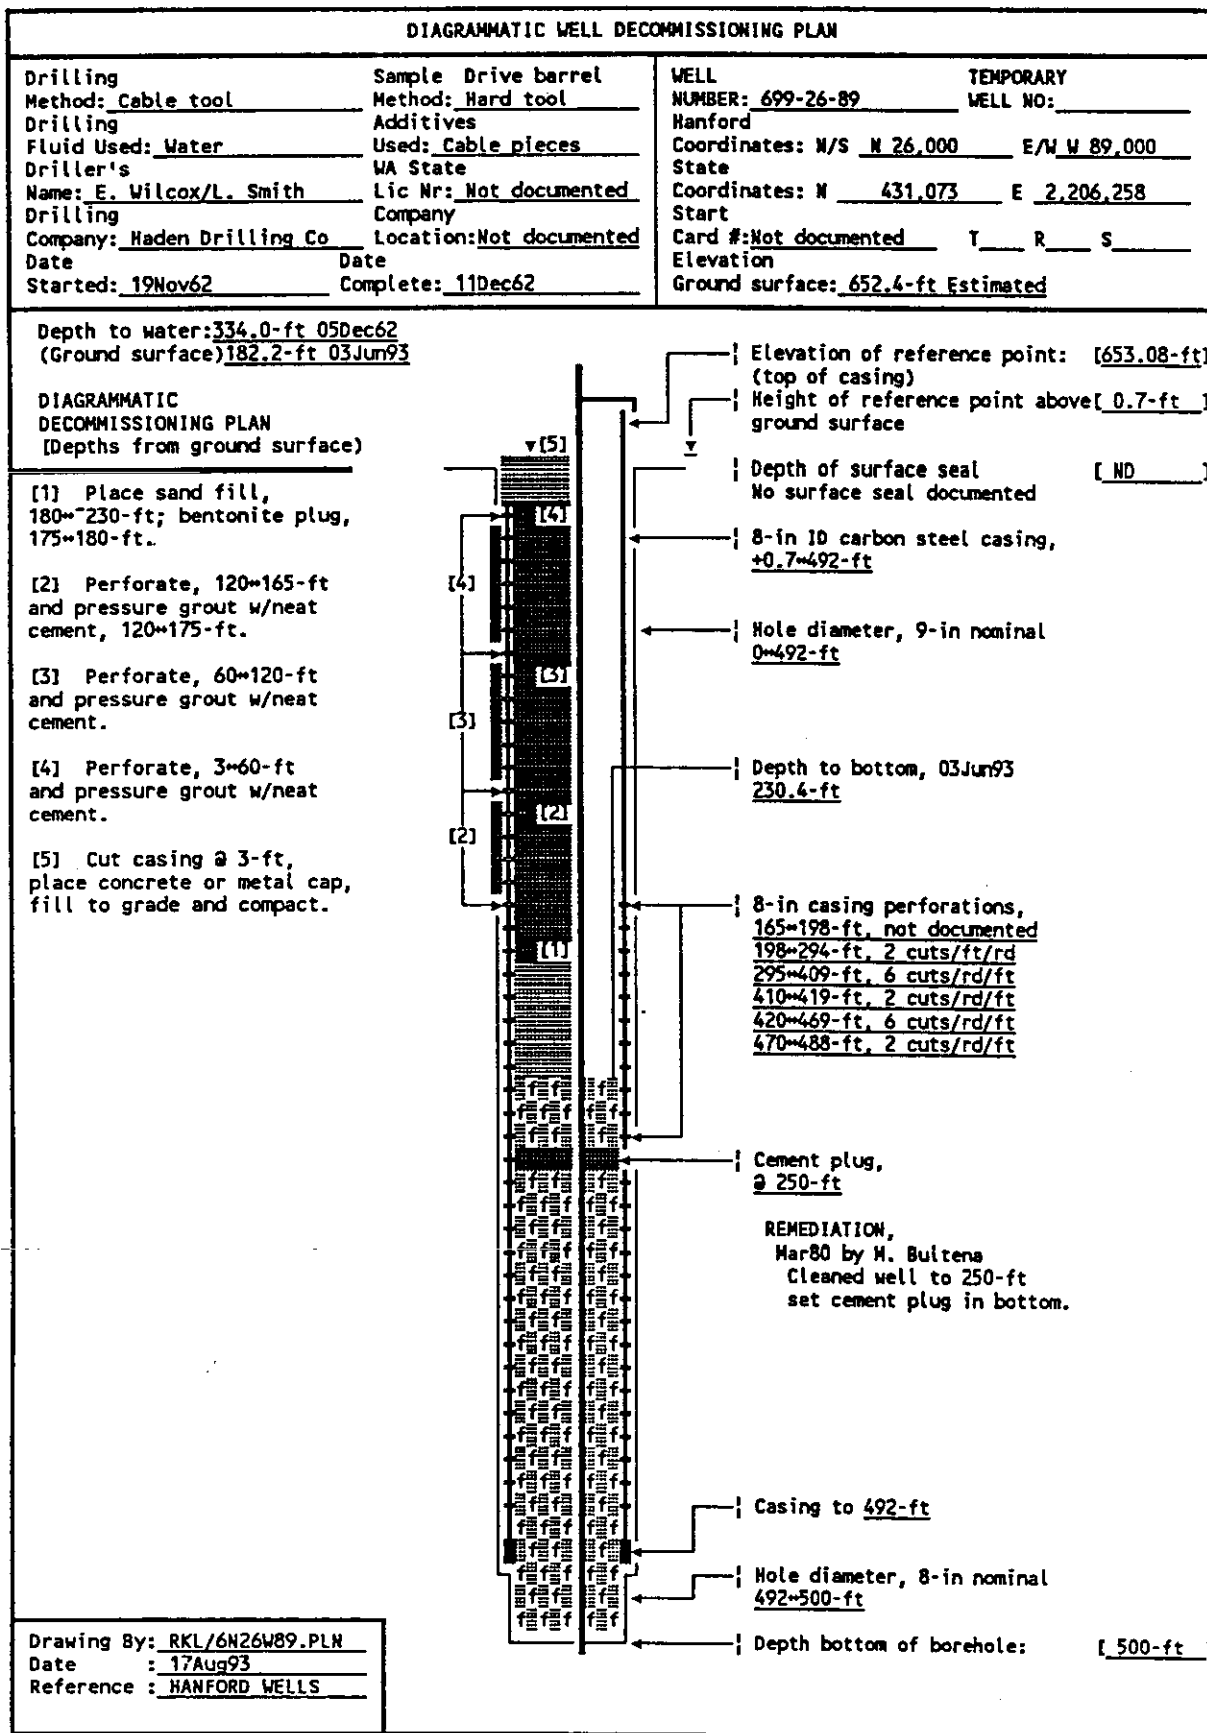 DIAGRAMMATIC WELL DECOMMISSIONING PLAN
Drilling Sample Drive barrel
Method: Cable tool Method: Hard tool
Drilling Additives
Fluid Used: Water Used: Cable pieces
Driller's WA State
Name: E. Wilcox/L. Smith Lic Nr: Not documented
Drilling Company
Company: Haden Drilling Co Location: Not documented
Date Date
Started: 19Nov62 Complete: 11Dec62
WELL TEMPORARY
NUMBER: 699-26-89 WELL NO:
Hanford
Coordinates: N/S N 26,000 E/W W 89,000
State
Coordinates: N 431,073 E 2,206,258
Start
Card #: Not documented T R S
Elevation
Ground surface: 652.4-ft Estimated
Depth to water: 334.0-ft 05Dec62
(Ground surface) 182.2-ft 03Jun93
DIAGRAMMATIC
DECOMMISSIONING PLAN
[Depths from ground surface)
[1] Place sand fill,
180↔~230-ft; bentonite plug,
175↔180-ft.
[2] Perforate, 120↔165-ft
and pressure grout w/neat
cement, 120↔175-ft.
[3] Perforate, 60↔120-ft
and pressure grout w/neat
cement.
[4] Perforate, 3↔60-ft
and pressure grout w/neat
cement.
[5] Cut casing @ 3-ft,
place concrete or metal cap,
fill to grade and compact.
[5]
[4]
[4]
[3]
[3]
[2]
[2]
[1]
Elevation of reference point: [653.08-ft]
(top of casing)
Height of reference point above[ 0.7-ft ]
ground surface
Depth of surface seal [ ND ]
No surface seal documented
8-in ID carbon steel casing,
+0.7↔492-ft
Hole diameter, 9-in nominal
0↔492-ft
Depth to bottom, 03Jun93
230.4-ft
8-in casing perforations,
165↔198-ft, not documented
198↔294-ft, 2 cuts/ft/rd
295↔409-ft, 6 cuts/rd/ft
410↔419-ft, 2 cuts/rd/ft
420↔469-ft, 6 cuts/rd/ft
470↔488-ft, 2 cuts/rd/ft
Cement plug,
@ 250-ft
REMEDIATION,
Mar80 by M. Bultena
Cleaned well to 250-ft
set cement plug in bottom.
Casing to 492-ft
Hole diameter, 8-in nominal
492↔500-ft
Depth bottom of borehole: [ 500-ft
Drawing By: RKL/6N26W89.PLN
Date : 17Aug93
Reference : HANFORD WELLS